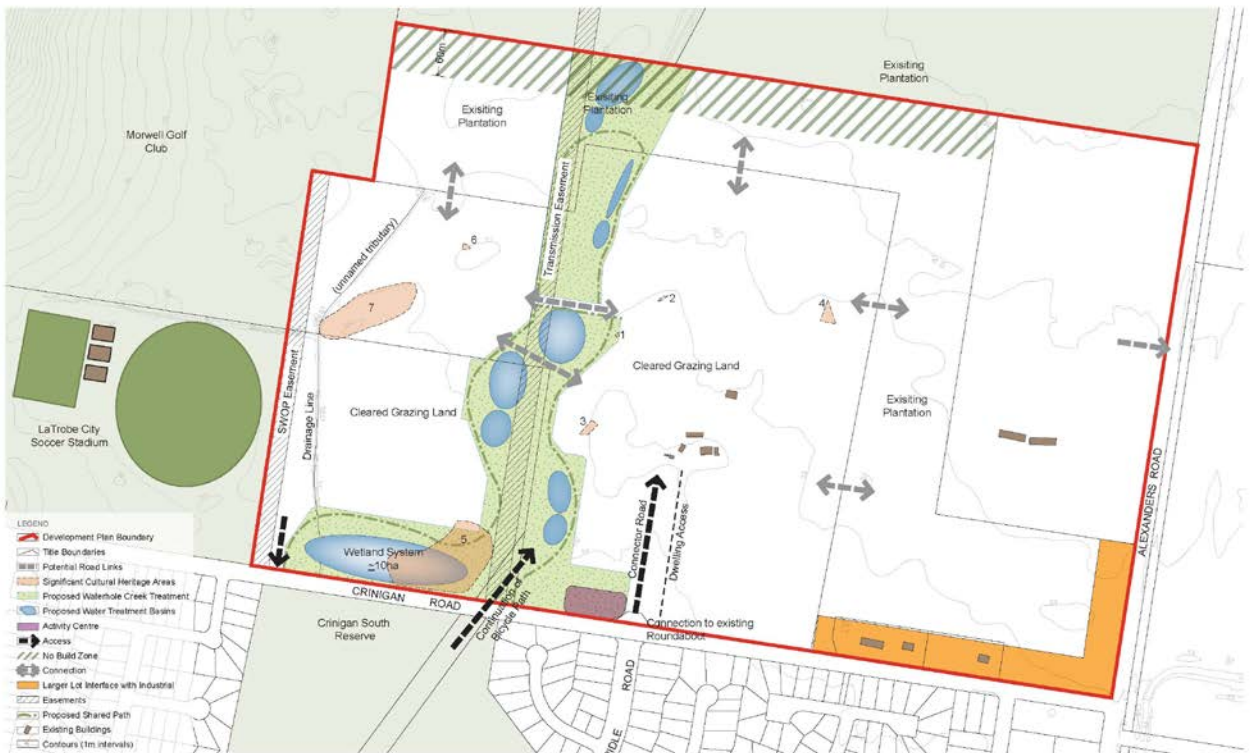 60m
Exisiting
Plantation
Exisiting
Plantation
Exisiting
Plantation
Morwell Golf
Club
Transmission Easement
(unnamed tributary)
6
7
2
1
4
Cleared Grazing Land
SWOP Easement
Drainage Line
Cleared Grazing Land
3
Exisiting
Plantation
LaTrobe City
Soccer Stadium
ALEXANDERS ROAD
Connector Road
Dwelling Access
5
Wetland System
±10ha
CRINIGAN ROAD
Continuation of
Bicycle Path
Crinigan South
Reserve
Connection to existing
Roundabout
ROAD
LEGEND
Development Plan Boundary
Title Boundaries
Potential Road Links
Significant Cultural Heritage Areas
Proposed Waterhole Creek Treatment
Proposed Water Treatment Basins
Activity Centre
Access
No Build Zone
Connection
Larger Lot Interface with Industrial
Easements
Proposed Shared Path
Existing Buildings
Contours (1m intervals)